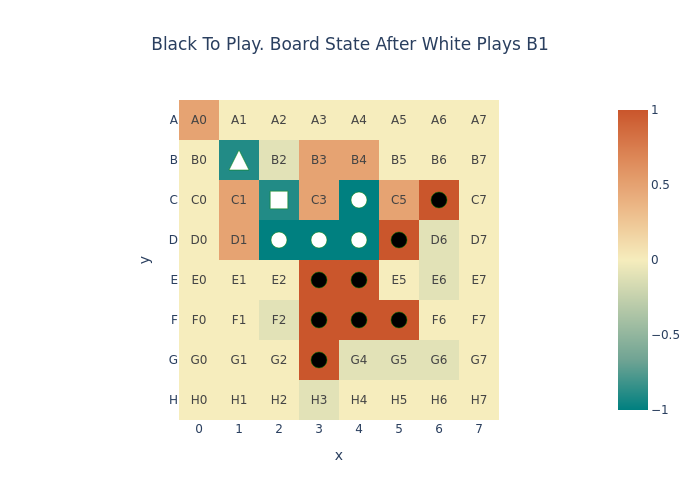 Black To Play. Board State After White Plays B1
A A0 A1 A2 A3 A4 A5 A6 A7
B B0 B2 B3 B4 B5 B6 B7
C C0 C1 C3 C5 C7
D D0 D1 D6 D7
E E0 E1 E2 E5 E6 E7
F F0 F1 F2 F6 F7
G G0 G1 G2 G4 G5 G6 G7
H H0 H1 H2 H3 H4 H5 H6 H7
0 1 2 3 4 5 6 7
x
y
1
0.5
0
−0.5
−1